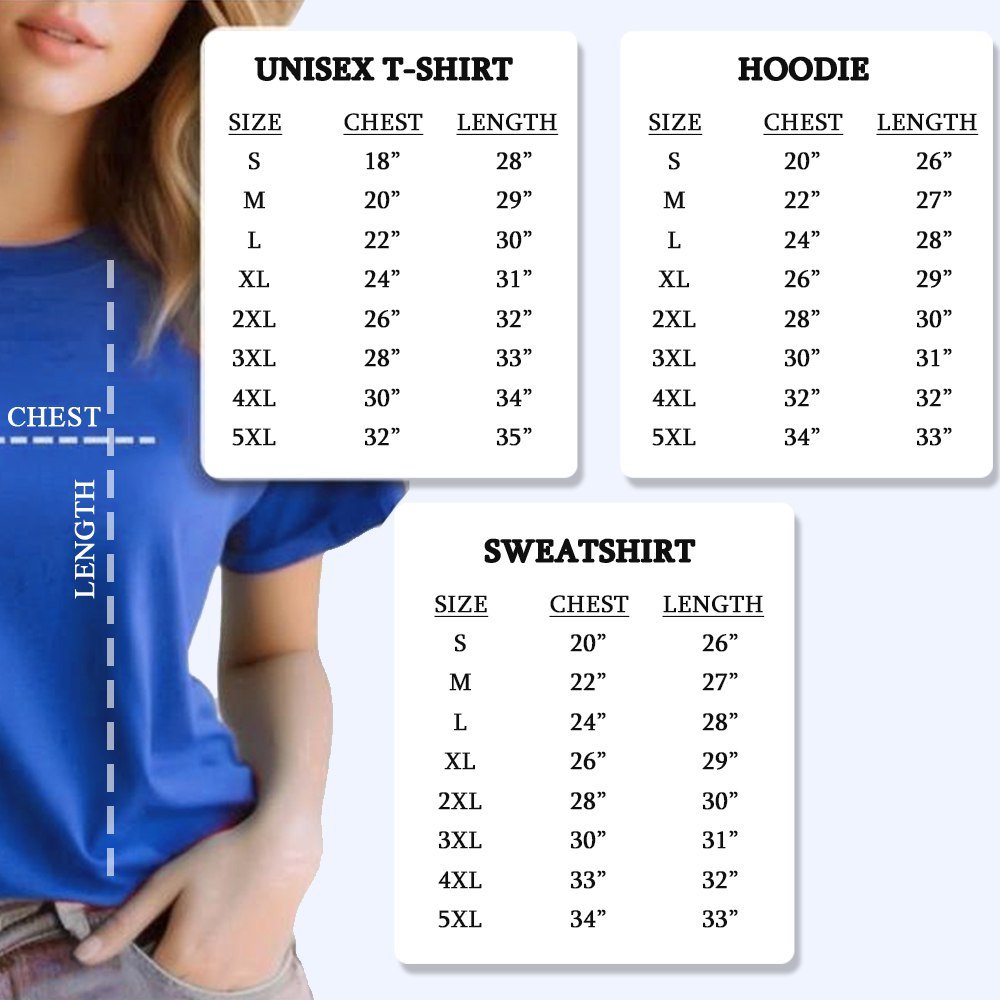 UNISEX T-SHIRT
SIZE CHEST LENGTH
S 18” 28”
M 20” 29”
L 22” 30”
XL 24” 31”
2XL 26” 32”
3XL 28” 33”
4XL 30” 34”
5XL 32” 35”
HOODIE
SIZE CHEST LENGTH
S 20” 26”
M 22” 27”
L 24” 28”
XL 26” 29”
2XL 28” 30”
3XL 30” 31”
4XL 32” 32”
5XL 34” 33”
CHEST
LENGTH
SWEATSHIRT
SIZE CHEST LENGTH
S 20” 26”
M 22” 27”
L 24” 28”
XL 26” 29”
2XL 28” 30”
3XL 30” 31”
4XL 33” 32”
5XL 34” 33”